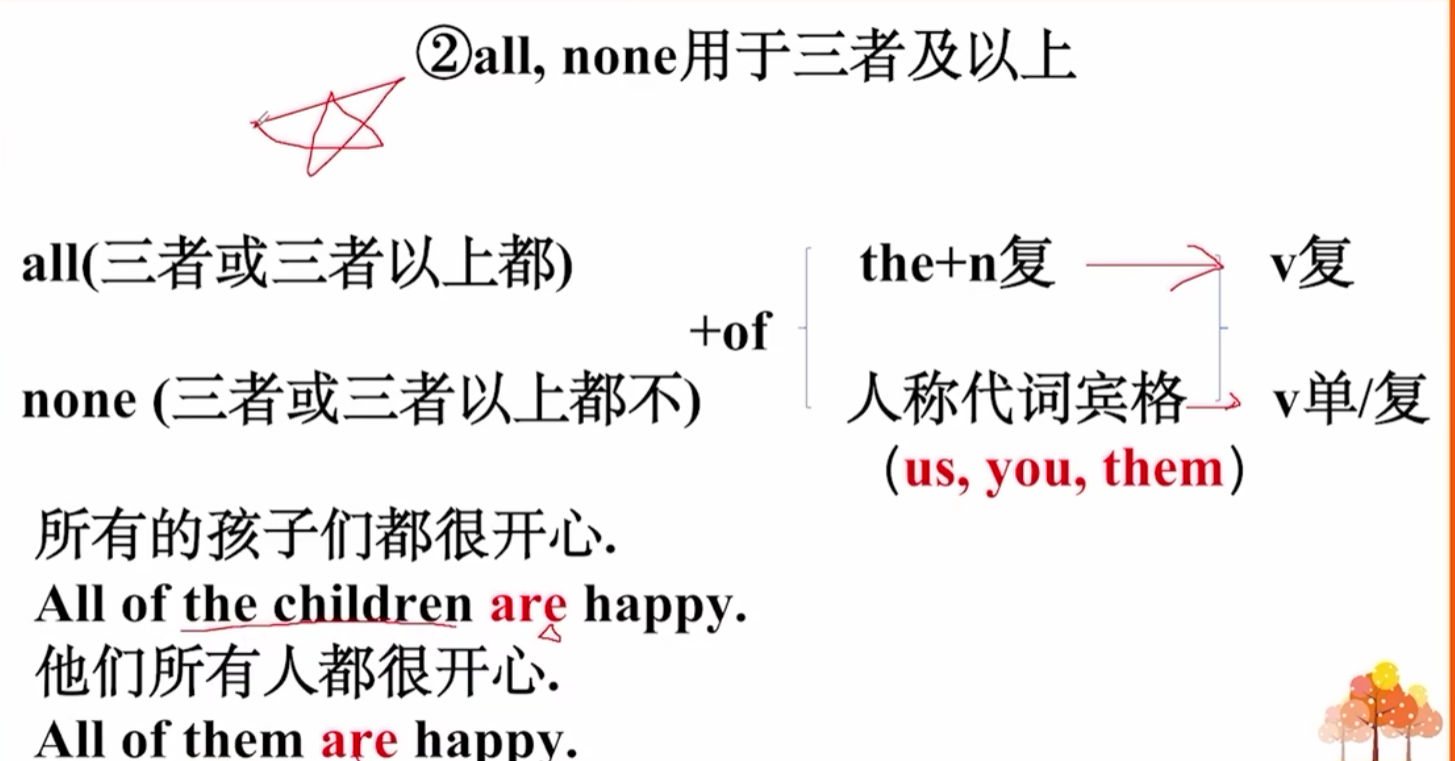 ②all, none用于三者及以上
all(三者或三者以上都) the+n复 v复
+of
none (三者或三者以上都不) 人称代词宾格 v单/复
(us, you, them)
所有的孩子们都很开心.
All of the children are happy.
他们所有人都很开心.
All of them are happy.